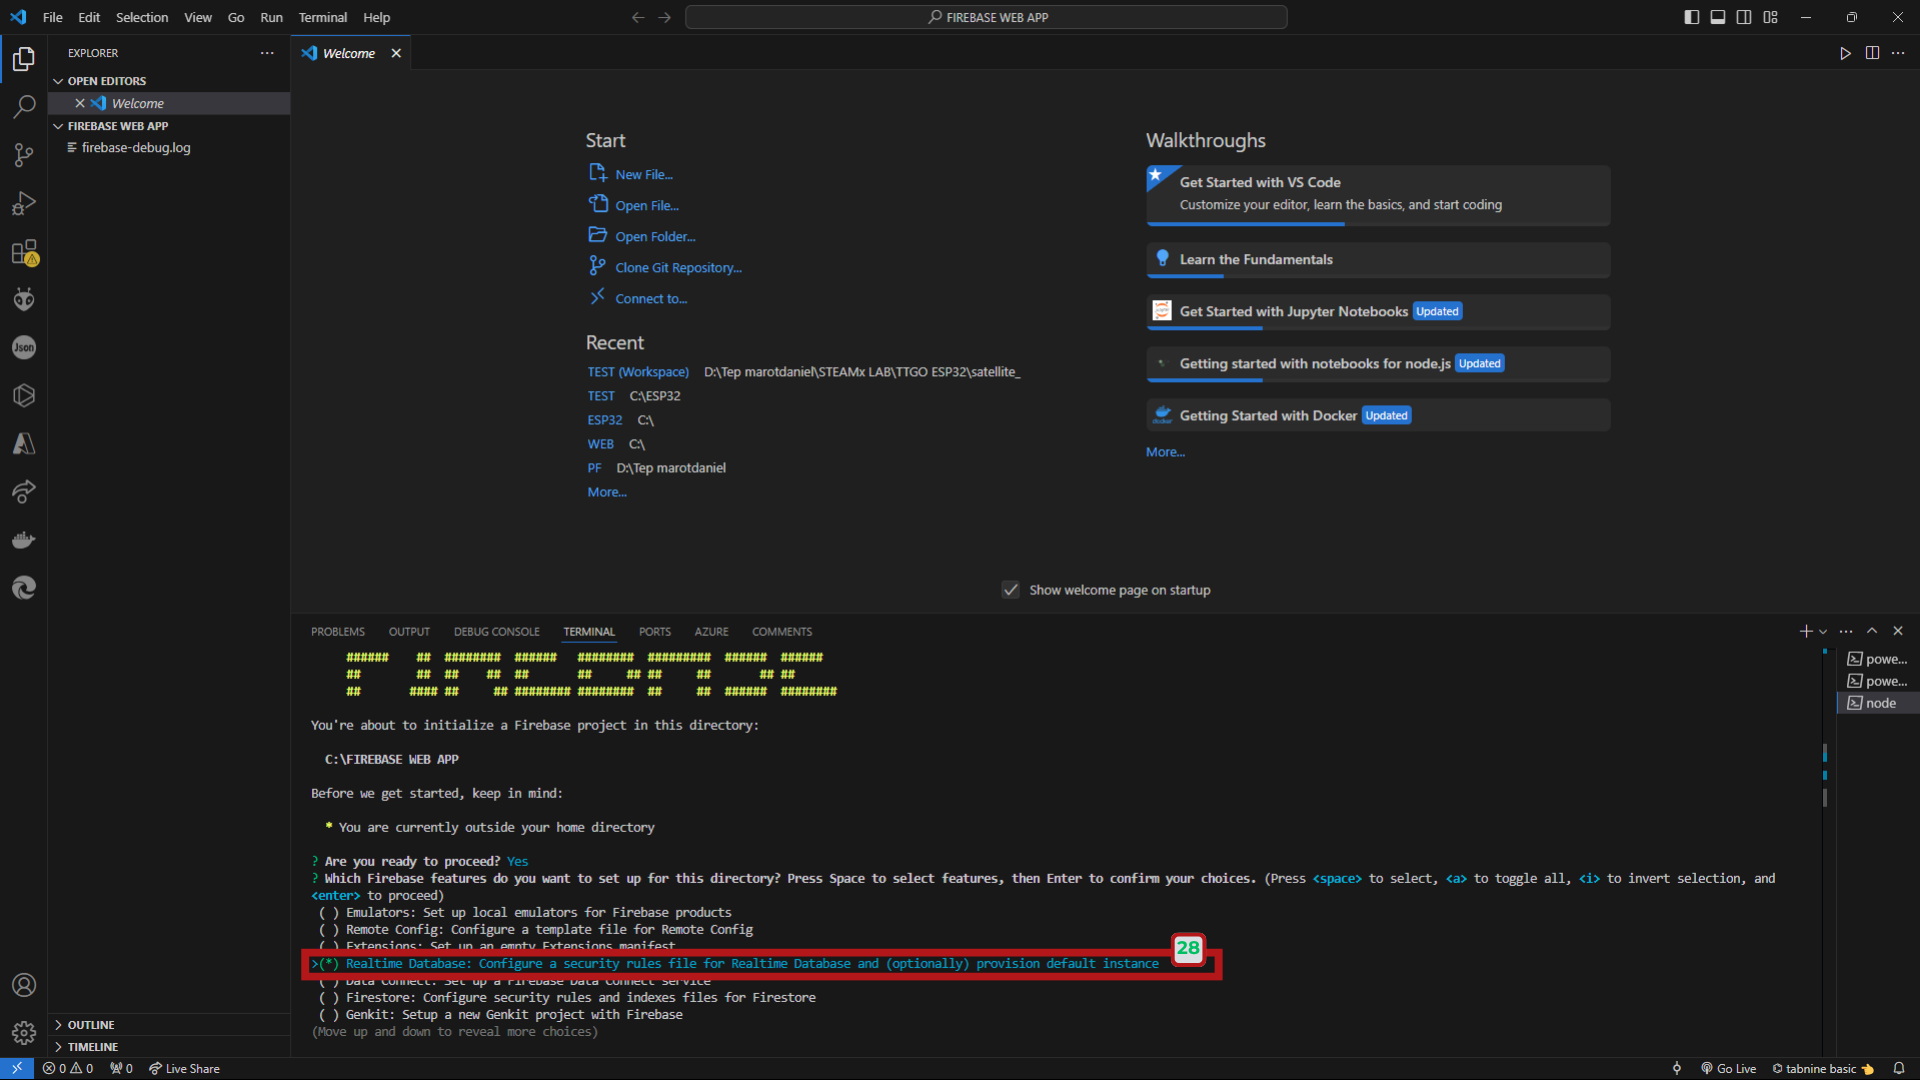 File Edit Selection View Go Run Terminal Help
FIREBASE WEB APP
EXPLORER
OPEN EDITORS
Welcome
FIREBASE WEB APP
firebase-debug.log
Welcome
Start
New File...
Open File...
Open Folder...
Clone Git Repository...
Connect to...
Recent
TEST (Workspace) D:\Tep marotdaniel\STEAMx LAB\TTGO ESP32\satellite_
TEST C:\ESP32
ESP32 C:\
WEB C:\
PF D:\Tep marotdaniel
More...
Walkthroughs
Get Started with VS Code
Customize your editor, learn the basics, and start coding
Learn the Fundamentals
Get Started with Jupyter Notebooks Updated
Getting started with notebooks for node.js Updated
Getting Started with Docker Updated
More...
Show welcome page on startup
Json
PROBLEMS OUTPUT DEBUG CONSOLE TERMINAL PORTS AZURE COMMENTS
powe...
powe...
node
###### ## ######## ###### ######## ######### ###### ######
## ## ## ## ## ## ## ## ## ## ##
## #### ## ## ######## ######## ## ## ###### ########
You're about to initialize a Firebase project in this directory:
C:\FIREBASE WEB APP
Before we get started, keep in mind:
* You are currently outside your home directory
? Are you ready to proceed? Yes
? Which Firebase features do you want to set up for this directory? Press Space to select features, then Enter to confirm your choices. (Press <space> to select, <a> to toggle all, <i> to invert selection, and
<enter> to proceed)
( ) Emulators: Set up local emulators for Firebase products
( ) Remote Config: Configure a template file for Remote Config
( ) Extensions: Set up an empty Extensions manifest
>(*) Realtime Database: Configure a security rules file for Realtime Database and (optionally) provision default instance
28
( ) Data Connect: Set up a Firebase Data Connect service
( ) Firestore: Configure security rules and indexes files for Firestore
( ) Genkit: Setup a new Genkit project with Firebase
(Move up and down to reveal more choices)
OUTLINE
TIMELINE
0 0 0 Live Share
Go Live tabnine basic